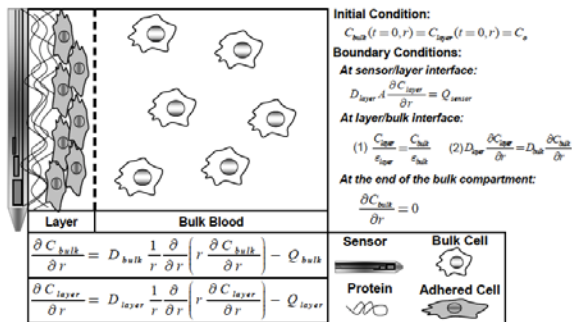 Initial Condition:
C_bulk (t = 0, r) = C_layer (t = 0, r) = C_o
Boundary Conditions:
At sensor/layer interface:
D_layer A ∂C_layer / ∂r = Q_sensor
At layer/bulk interface:
(1) C_layer / ε_layer = C_bulk / ε_bulk (2) D_layer ∂C_layer / ∂r = D_bulk ∂C_bulk / ∂r
At the end of the bulk compartment:
∂C_bulk / ∂r = 0
Layer Bulk Blood
∂C_bulk / ∂r = D_bulk 1/r ∂/∂r ( r ∂C_bulk / ∂r ) − Q_bulk
∂C_layer / ∂r = D_layer 1/r ∂/∂r ( r ∂C_layer / ∂r ) − Q_layer
Sensor Bulk Cell
Protein Adhered Cell